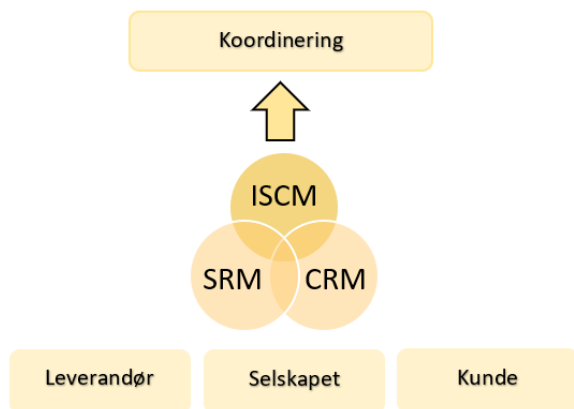 Koordinering
ISCM
SRM
CRM
Leverandør
Selskapet
Kunde